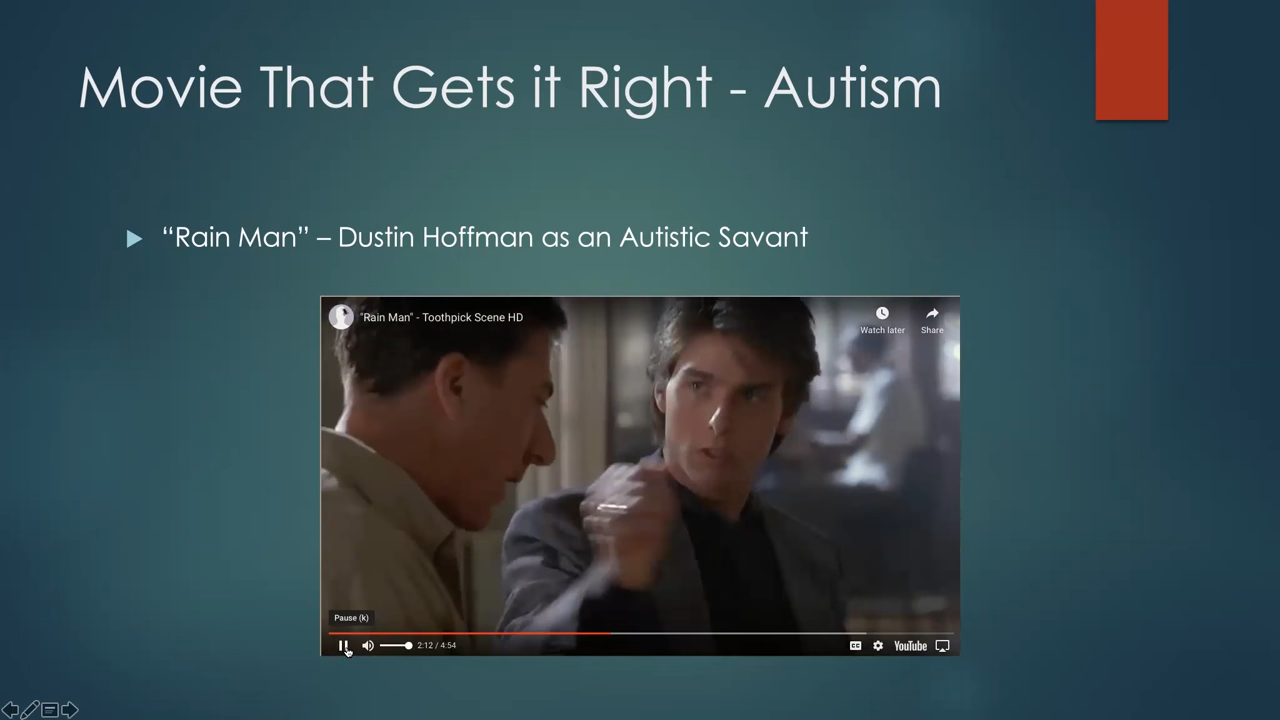 Movie That Gets it Right - Autism
“Rain Man” – Dustin Hoffman as an Autistic Savant
"Rain Man" - Toothpick Scene HD
Watch later
Share
Pause (k)
2:12 / 4:54
CC
YouTube